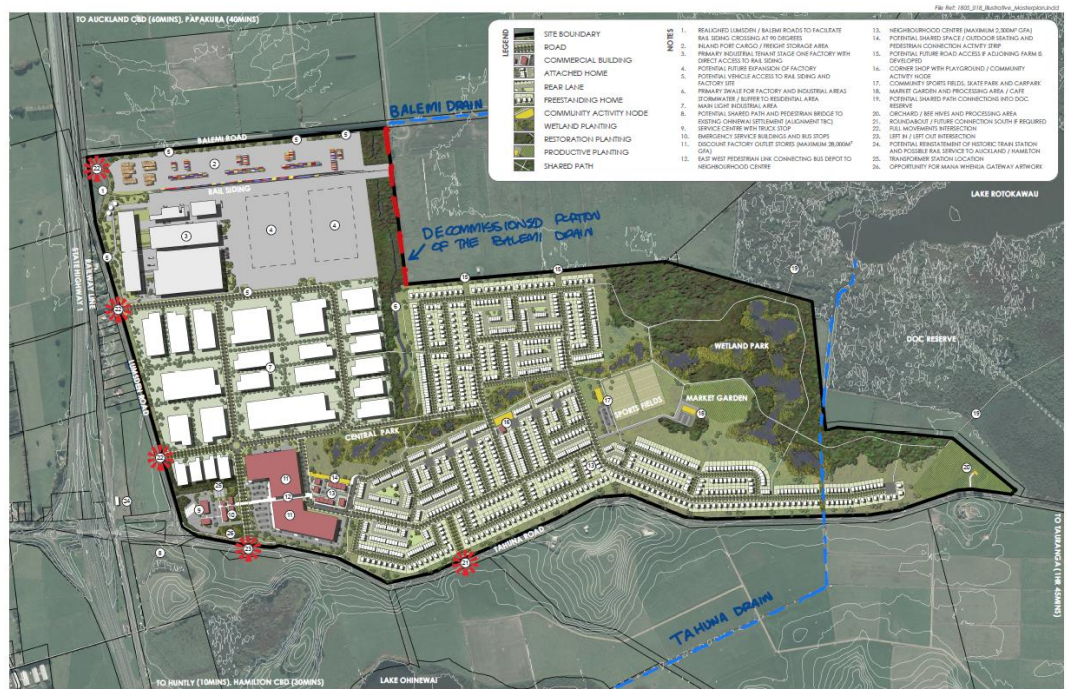 File Ref: 1805_018_Illustrative_Masterplan.indd
TO AUCKLAND CBD (60MINS), PAPAKURA (40MINS)
LEGEND
SITE BOUNDARY
ROAD
COMMERCIAL BUILDING
ATTACHED HOME
REAR LANE
FREESTANDING HOME
COMMUNITY ACTIVITY NODE
WETLAND PLANTING
RESTORATION PLANTING
PRODUCTIVE PLANTING
SHARED PATH
NOTES
1. REALIGNED LUMSDEN / BALEMI ROADS TO FACILITATE
RAIL SIDING CROSSING AT 90 DEGREES
2. INLAND PORT CARGO / FREIGHT STORAGE AREA
3. PRIMARY INDUSTRIAL TENANT STAGE ONE FACTORY WITH
DIRECT ACCESS TO RAIL SIDING
4. POTENTIAL FUTURE EXPANSION OF FACTORY
5. POTENTIAL VEHICLE ACCESS TO RAIL SIDING AND
FACTORY SITE
6. PRIMARY SWALE FOR FACTORY AND INDUSTRIAL AREAS
STORMWATER / BUFFER TO RESIDENTIAL AREA
7. MAIN LIGHT INDUSTRIAL AREA
8. POTENTIAL SHARED PATH AND PEDESTRIAN BRIDGE TO
EXISTING OHINEWAI SETTLEMENT (ALIGNMENT TBC)
9. SERVICE CENTRE WITH TRUCK STOP
10. EMERGENCY SERVICE BUILDINGS AND BUS STOPS
11. DISCOUNT FACTORY OUTLET STORES (MAXIMUM 28,000M²
GFA)
12. EAST WEST PEDESTRIAN LINK CONNECTING BUS DEPOT TO
NEIGHBOURHOOD CENTRE
13. NEIGHBOURHOOD CENTRE (MAXIMUM 2,500M² GFA)
14. POTENTIAL SHARED SPACE / OUTDOOR SEATING AND
PEDESTRIAN CONNECTION ACTIVITY STRIP
15. POTENTIAL FUTURE ROAD ACCESS IF ADJOINING FARM IS
DEVELOPED
16. CORNER SHOP WITH PLAYGROUND / COMMUNITY
ACTIVITY NODE
17. COMMUNITY SPORTS FIELDS, SKATE PARK AND CARPARK
18. MARKET GARDEN AND PROCESSING AREA / CAFE
19. POTENTIAL SHARED PATH CONNECTIONS INTO DOC
RESERVE
20. ORCHARD / BEE HIVES AND PROCESSING AREA
21. ROUNDABOUT / FUTURE CONNECTION SOUTH IF REQUIRED
22. FULL MOVEMENTS INTERSECTION
23. LEFT IN / LEFT OUT INTERSECTION
24. POTENTIAL REINSTATEMENT OF HISTORIC TRAIN STATION
AND POSSIBLE RAIL SERVICE TO AUCKLAND / HAMILTON
25. TRANSFORMER STATION LOCATION
26. OPPORTUNITY FOR MANA WHENUA GATEWAY ARTWORK
BALEMI DRAIN
BALEMI ROAD
RAIL SIDING
DECOMMISSIONED PORTION
OF THE BALEMI DRAIN
LAKE ROTOKAWAU
DOC RESERVE
RAILWAY LINE
STATE HIGHWAY 1
LUMSDEN ROAD
WETLAND PARK
MARKET GARDEN
SPORTS FIELDS
CENTRAL PARK
TAHUNA ROAD
TAHUNA DRAIN
TO TAURANGA (1HR 45MINS)
TO HUNTLY (10MINS), HAMILTON CBD (30MINS)
LAKE OHINEWAI